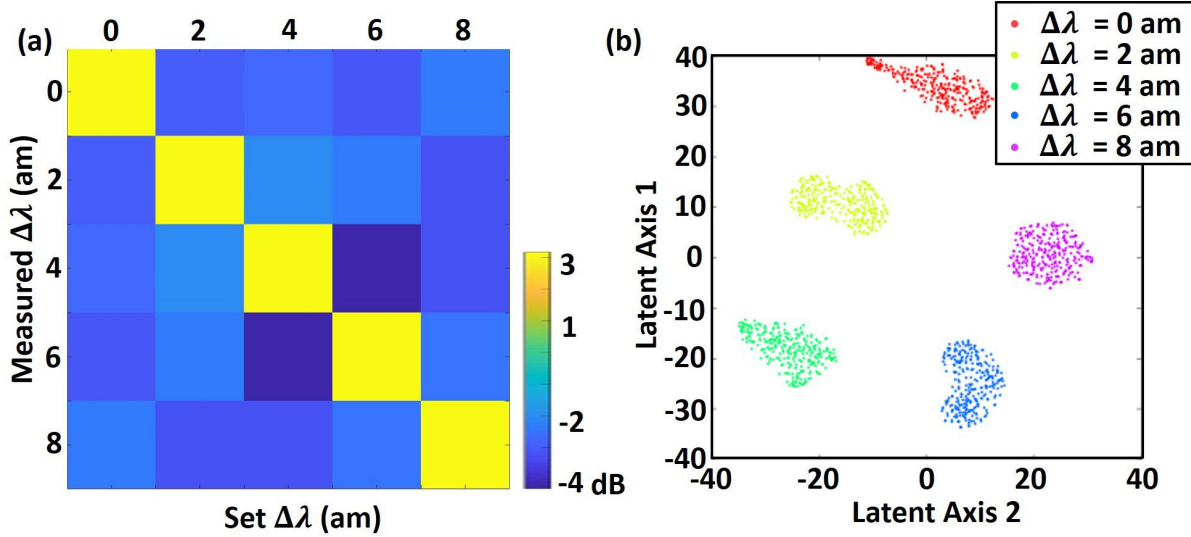 (a)
0 2 4 6 8
0
2
4
6
8
Measured Δλ (am)
Set Δλ (am)
3
1
-2
-4 dB
(b)
Δλ = 0 am
Δλ = 2 am
Δλ = 4 am
Δλ = 6 am
Δλ = 8 am
40
30
20
10
0
-10
-20
-30
-40
Latent Axis 1
-40 -20 0 20 40
Latent Axis 2